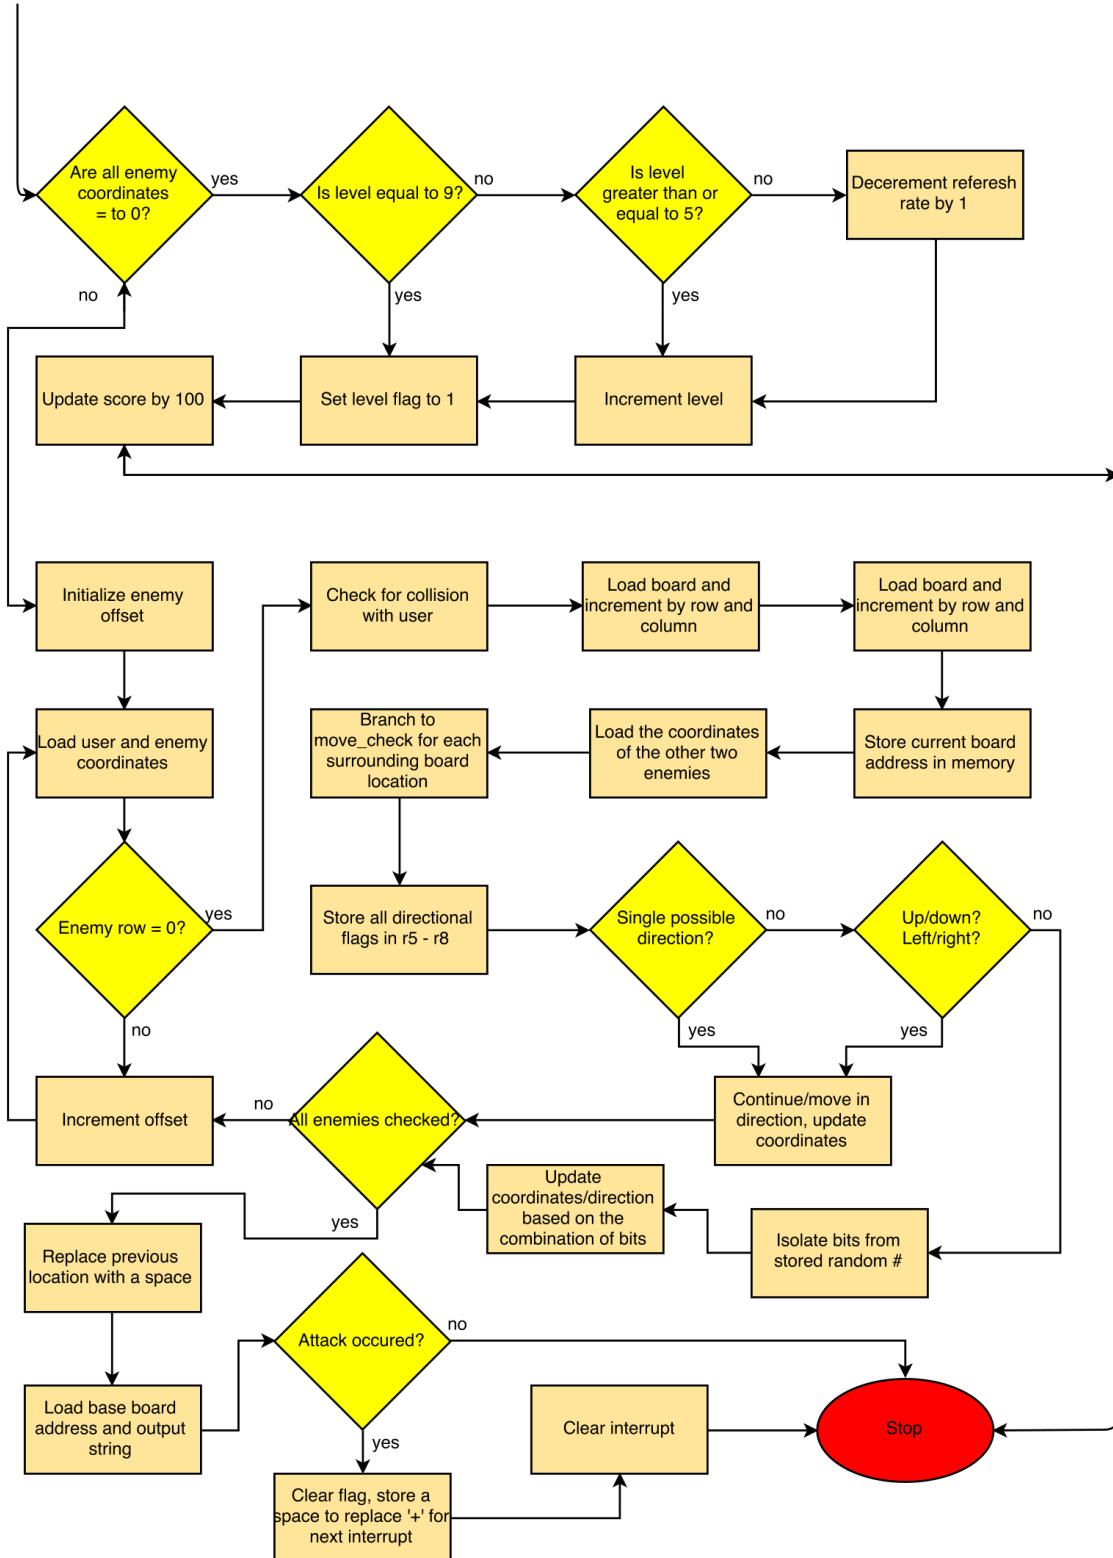 Are all enemy
coordinates
= to 0?
yes
Is level equal to 9?
no
Is level
greater than or
equal to 5?
no
Decerement referesh
rate by 1
no
yes
yes
Update score by 100
Set level flag to 1
Increment level
Initialize enemy
offset
Check for collision
with user
Load board and
increment by row and
column
Load board and
increment by row and
column
Load user and enemy
coordinates
Branch to
move_check for each
surrounding board
location
Load the coordinates
of the other two
enemies
Store current board
address in memory
Enemy row = 0?
yes
Store all directional
flags in r5 - r8
Single possible
direction?
no
Up/down?
Left/right?
no
no
yes
yes
Increment offset
no
All enemies checked?
Continue/move in
direction, update
coordinates
yes
Update
coordinates/direction
based on the
combination of bits
Isolate bits from
stored random #
Replace previous
location with a space
Attack occured?
no
Load base board
address and output
string
yes
Clear interrupt
Stop
Clear flag, store a
space to replace '+' for
next interrupt